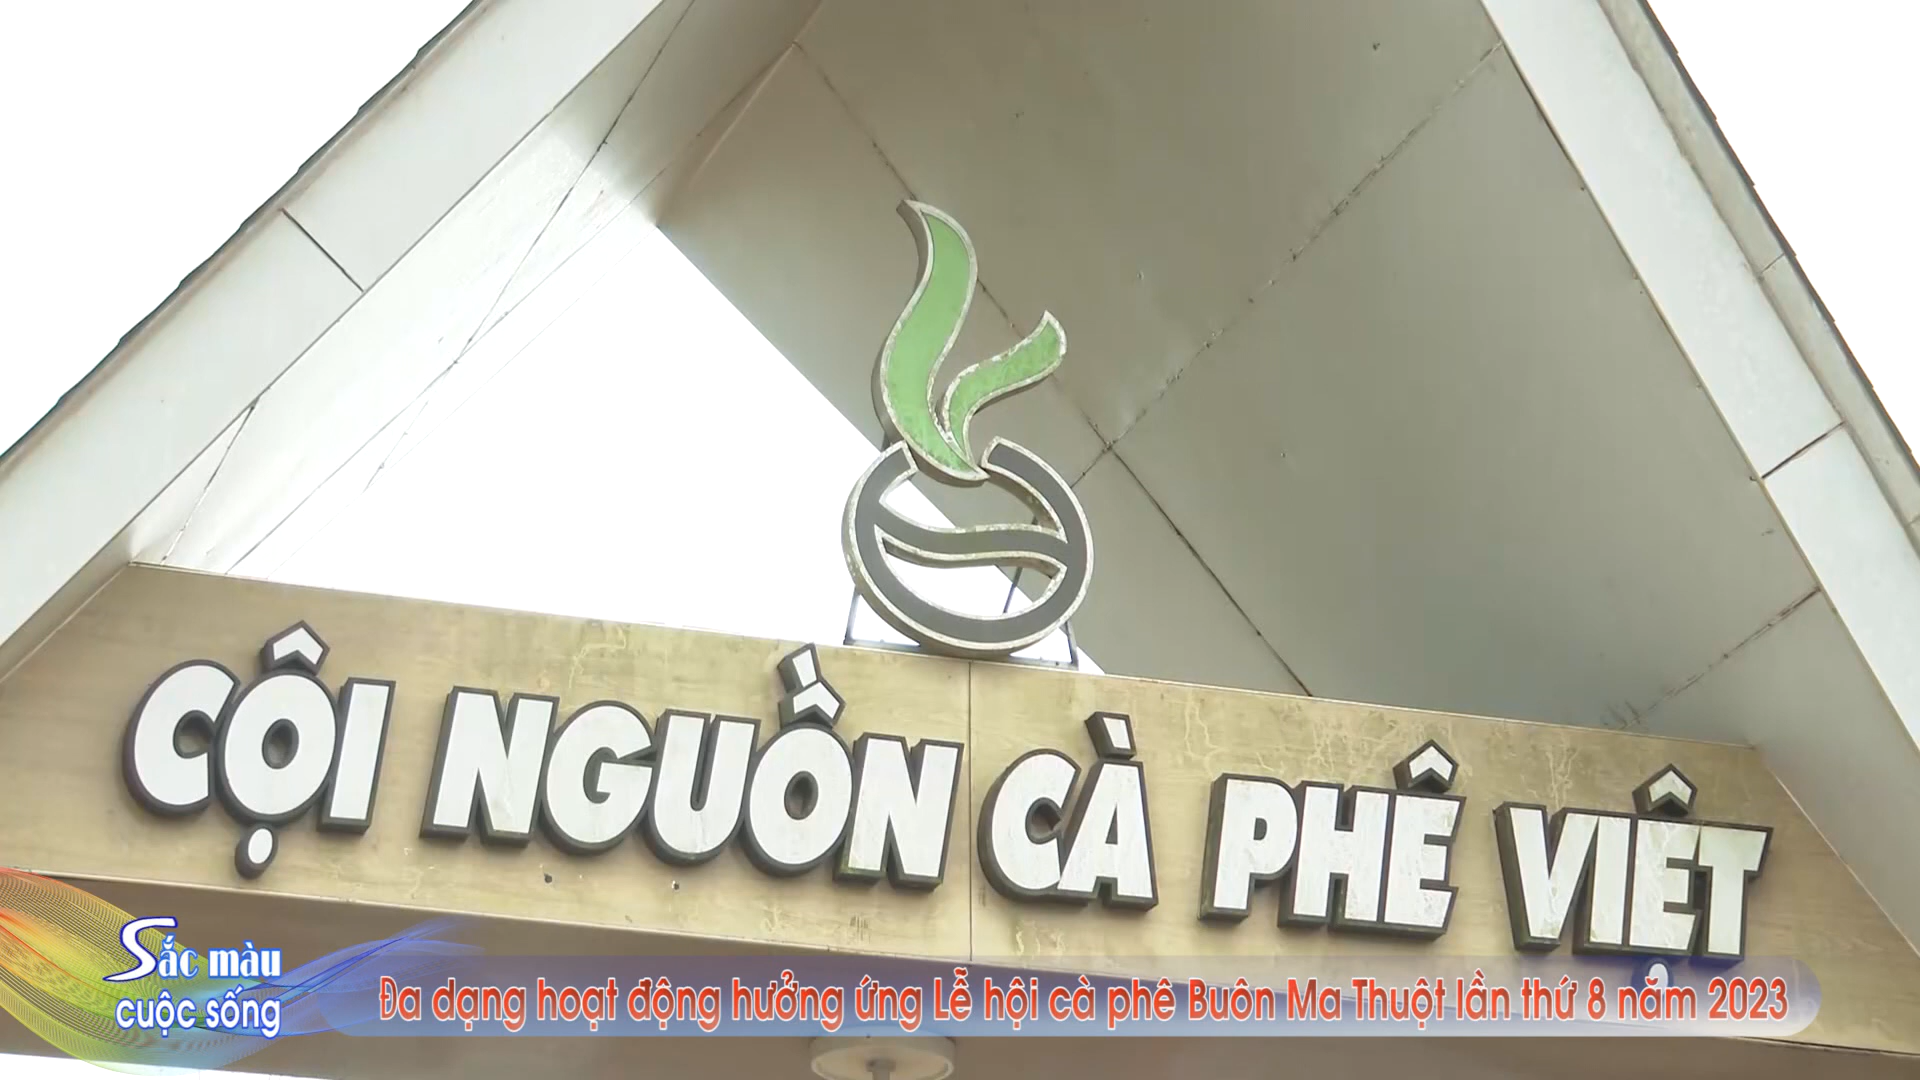 CỘI NGUỒN CÀ PHÊ VIỆT
Sắc màu
cuộc sống
Đa dạng hoạt động hưởng ứng Lễ hội cà phê Buôn Ma Thuột lần thứ 8 năm 2023